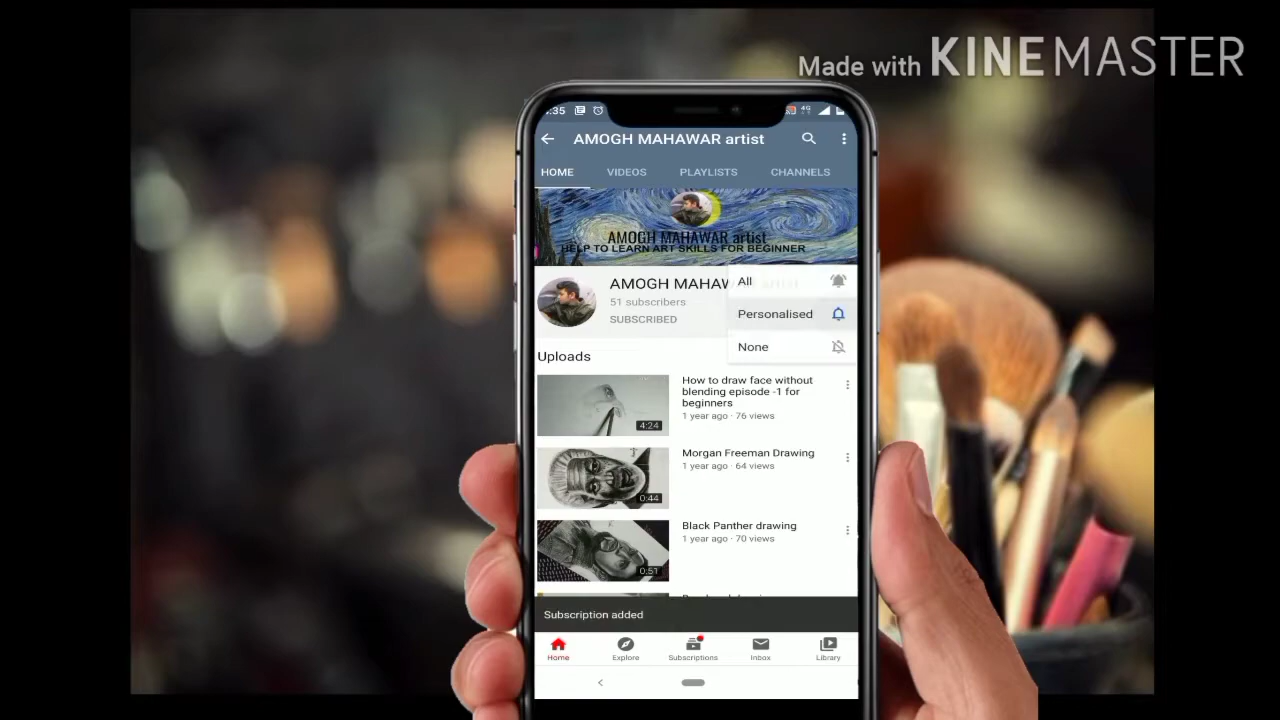 Made with KINEMASTER
:35
4G
AMOGH MAHAWAR artist
HOME VIDEOS PLAYLISTS CHANNELS
AMOGH MAHAWAR artist
HELP TO LEARN ART SKILLS FOR BEGINNER
AMOGH MAHAW
51 subscribers
SUBSCRIBED
All
Personalised
None
Uploads
How to draw face without
blending episode -1 for
beginners
1 year ago · 76 views
4:24
Morgan Freeman Drawing
1 year ago · 64 views
0:44
Black Panther drawing
1 year ago · 70 views
0:51
Subscription added
Home Explore Subscriptions Inbox Library